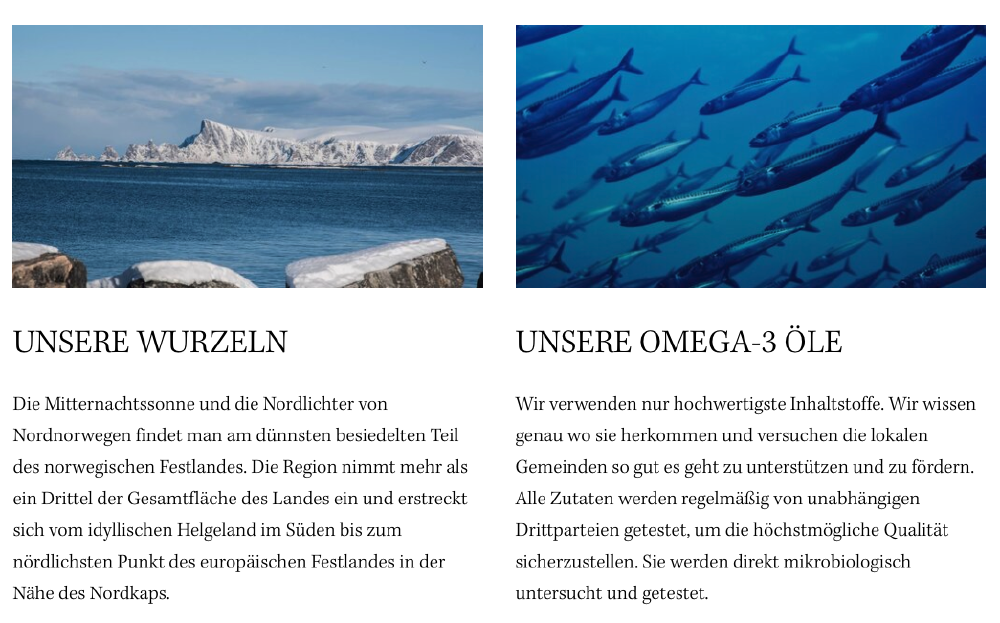 UNSERE WURZELN
Die Mitternachtssonne und die Nordlichter von
Nordnorwegen findet man am dünnsten besiedelten Teil
des norwegischen Festlandes. Die Region nimmt mehr als
ein Drittel der Gesamtfläche des Landes ein und erstreckt
sich vom idyllischen Helgeland im Süden bis zum
nördlichsten Punkt des europäischen Festlandes in der
Nähe des Nordkaps.
UNSERE OMEGA-3 ÖLE
Wir verwenden nur hochwertigste Inhaltstoffe. Wir wissen
genau wo sie herkommen und versuchen die lokalen
Gemeinden so gut es geht zu unterstützen und zu fördern.
Alle Zutaten werden regelmäßig von unabhängigen
Drittparteien getestet, um die höchstmögliche Qualität
sicherzustellen. Sie werden direkt mikrobiologisch
untersucht und getestet.